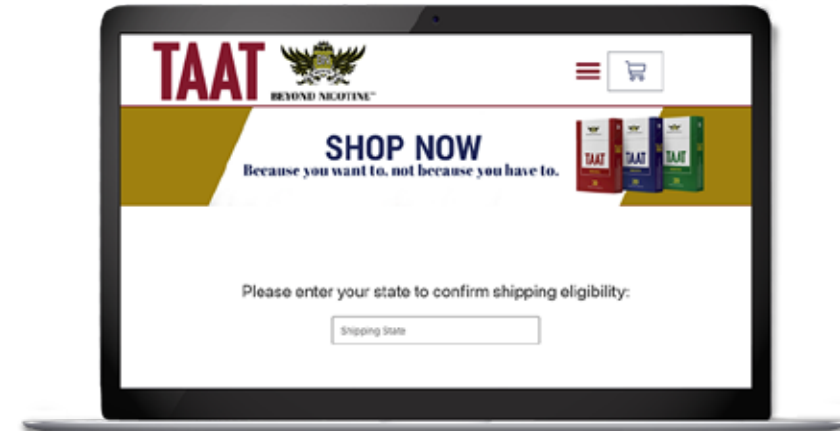 TAAT
BEYOND NICOTINE™
SHOP NOW
Because you want to, not because you have to.
TAAT
TAAT
TAAT
Please enter your state to confirm shipping eligibility:
Shipping State